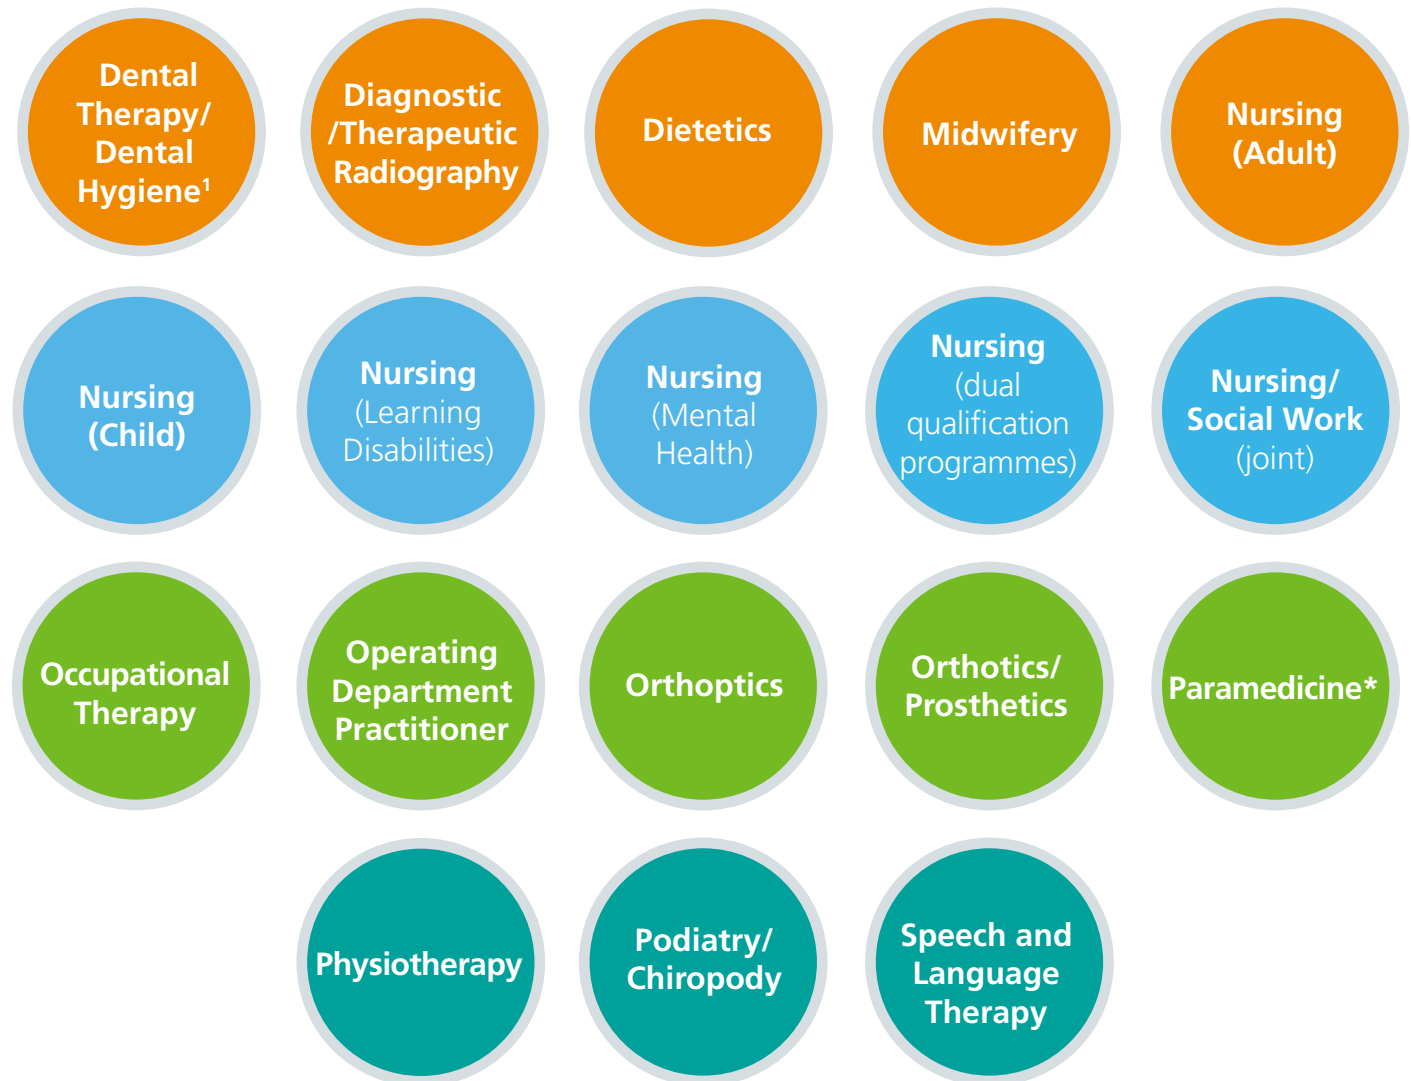 Dental
Therapy/
Dental
Hygiene¹
Diagnostic
/Therapeutic
Radiography
Dietetics
Midwifery
Nursing
(Adult)
Nursing
(Child)
Nursing
(Learning
Disabilities)
Nursing
(Mental
Health)
Nursing
(dual
qualification
programmes)
Nursing/
Social Work
(joint)
Occupational
Therapy
Operating
Department
Practitioner
Orthoptics
Orthotics/
Prosthetics
Paramedicine*
Physiotherapy
Podiatry/
Chiropody
Speech and
Language
Therapy